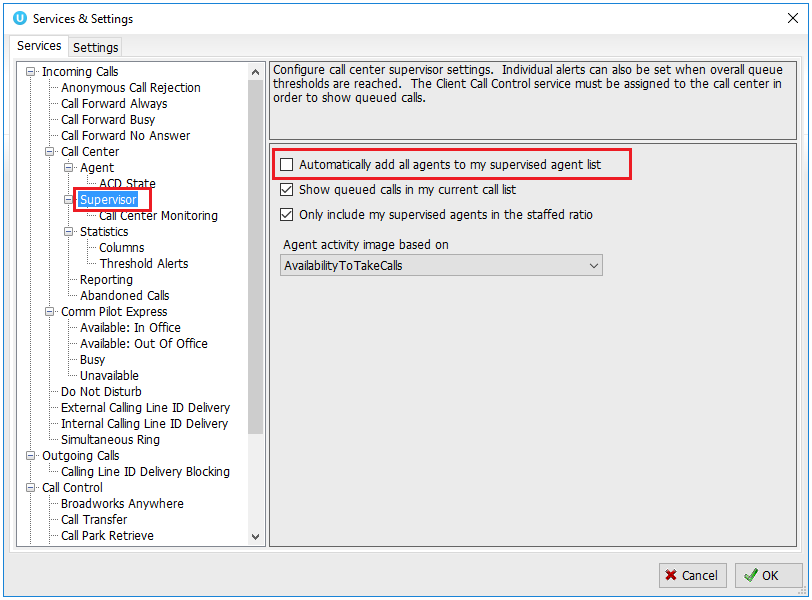 U Services & Settings
Services Settings
Incoming Calls
Anonymous Call Rejection
Call Forward Always
Call Forward Busy
Call Forward No Answer
Call Center
Agent
ACD State
Supervisor
Call Center Monitoring
Statistics
Columns
Threshold Alerts
Reporting
Abandoned Calls
Comm Pilot Express
Available: In Office
Available: Out Of Office
Busy
Unavailable
Do Not Disturb
External Calling Line ID Delivery
Internal Calling Line ID Delivery
Simultaneous Ring
Outgoing Calls
Calling Line ID Delivery Blocking
Call Control
Broadworks Anywhere
Call Transfer
Call Park Retrieve
Configure call center supervisor settings. Individual alerts can also be set when overall queue
thresholds are reached. The Client Call Control service must be assigned to the call center in
order to show queued calls.
Automatically add all agents to my supervised agent list
Show queued calls in my current call list
Only include my supervised agents in the staffed ratio
Agent activity image based on
AvailabilityToTakeCalls
Cancel OK